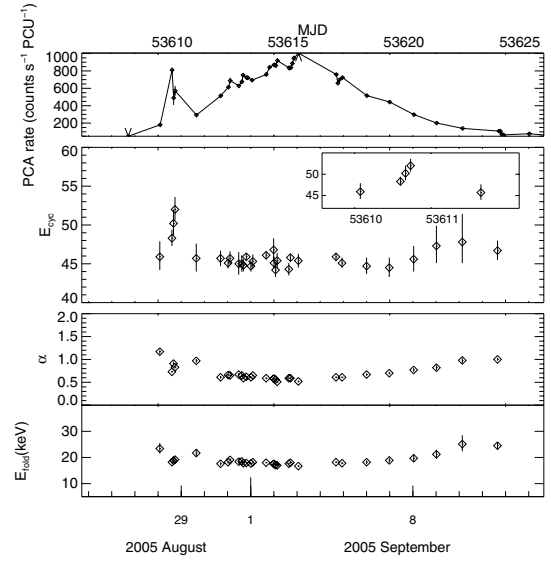 MJD
53610 53615 53620 53625
PCA rate (counts s⁻¹ PCU⁻¹)
1000
800
600
400
200
E_cyc
60
55
50
45
40
50
45
53610 53611
α
2.0
1.5
1.0
0.5
0.0
E_fold(keV)
30
20
10
29 1 8
2005 August 2005 September